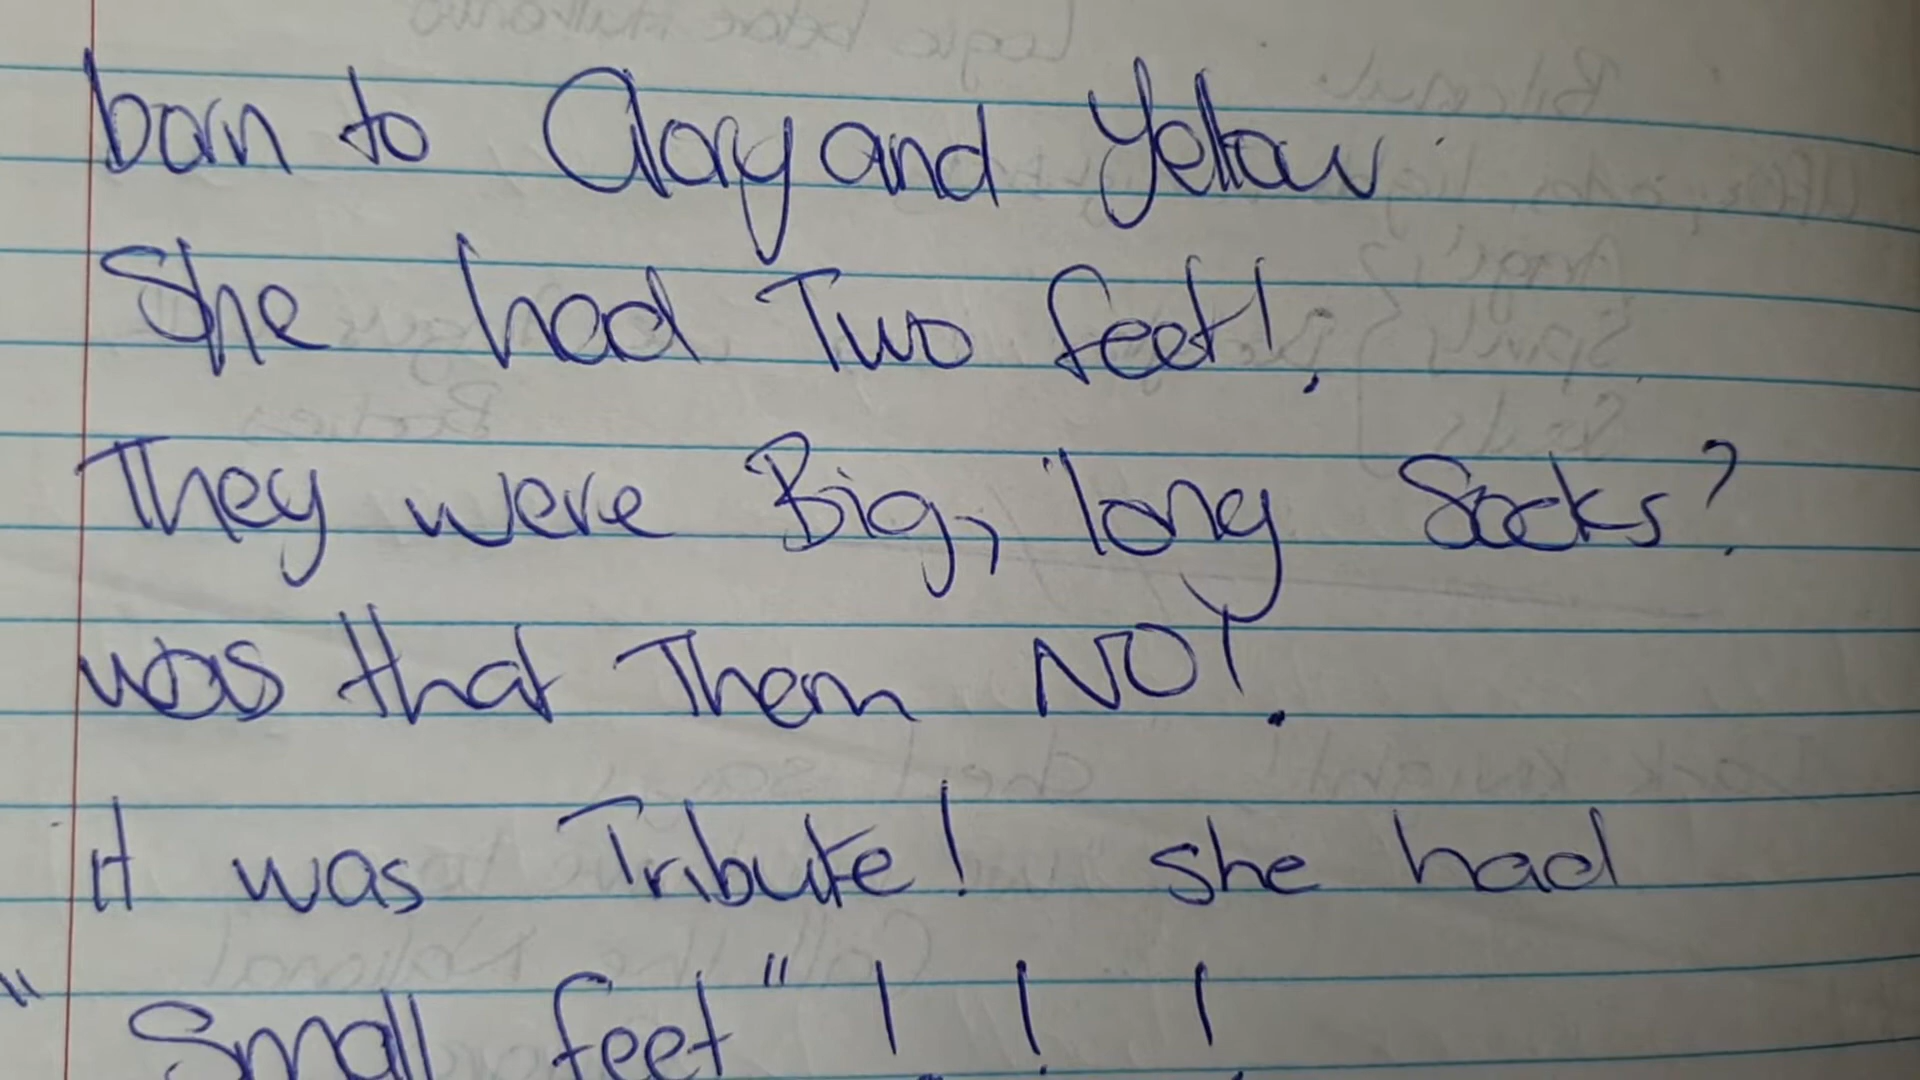 born to Glory and Yellow
She had Two feet!
They were Big, long Socks?
was that Them NO!
it was Tribute! she had
"Small feet"!!!